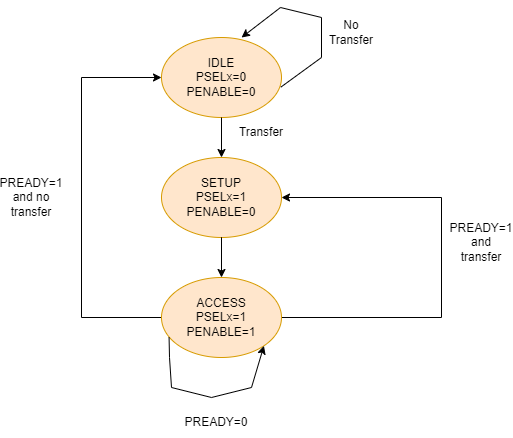 No
Transfer
IDLE
PSELx=0
PENABLE=0
Transfer
PREADY=1
and no
transfer
SETUP
PSELx=1
PENABLE=0
PREADY=1
and
transfer
ACCESS
PSELx=1
PENABLE=1
PREADY=0